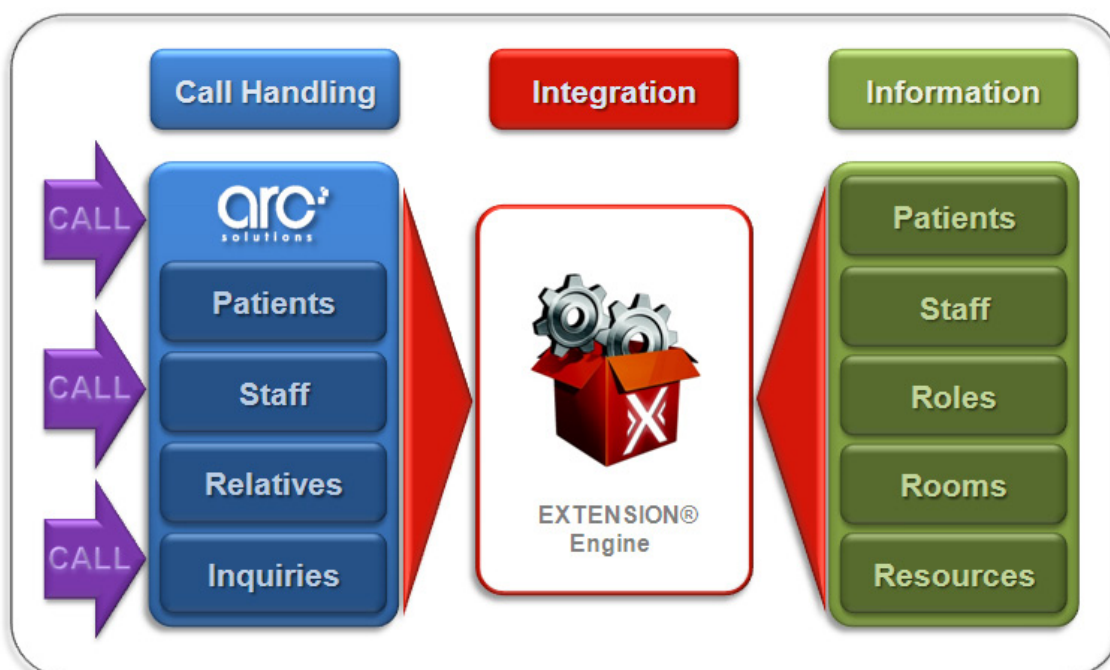 Call Handling
Integration
Information
CALL
CALL
CALL
arc
solutions
Patients
Staff
Relatives
Inquiries
X
EXTENSION®
Engine
Patients
Staff
Roles
Rooms
Resources